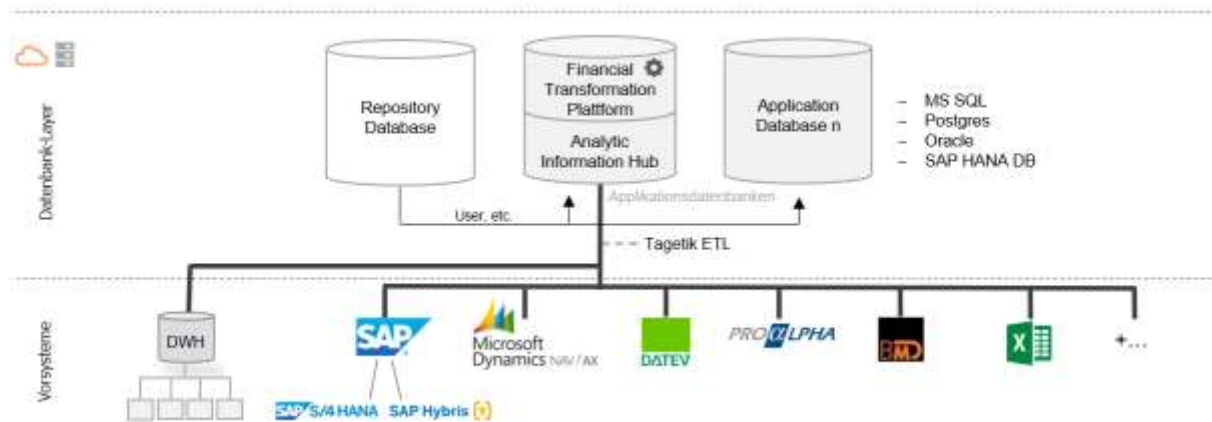 Datenbank-Layer
Repository
Database
Financial
Transformation
Plattform
Analytic
Information Hub
Application
Database n
– MS SQL
– Postgres
– Oracle
– SAP HANA DB
Applikationsdatenbanken
User, etc.
Tagetik ETL
Vorsysteme
DWH
SAP
SAP S/4HANA
SAP Hybris
Microsoft
Dynamics NAV/AX
DATEV
PROALPHA
BMD
X
+...